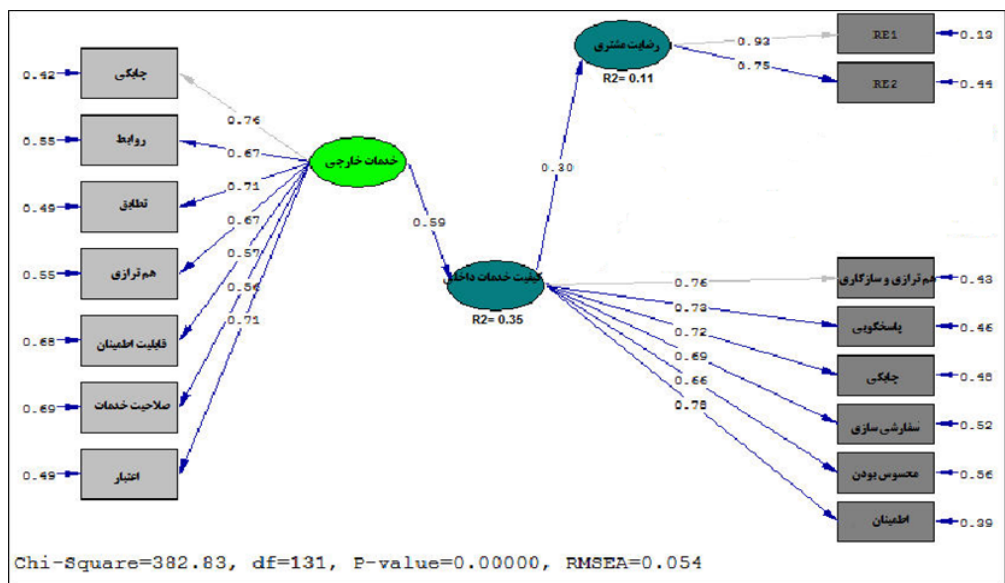 رضایت مشتری
R2= 0.11
0.93
RE1
0.13
0.75
RE2
0.44
0.42
چابکی
0.76
0.55
روابط
0.67
خدمات خارجی
0.49
تطابق
0.71
0.30
0.55
هم ترازی
0.67
0.59
کیفیت خدمات داخلی
R2= 0.35
0.68
قابلیت اطمینان
0.57
0.69
صلاحیت خدمات
0.56
0.49
اعتبار
0.71
0.76
هم ترازی و سازگاری
0.43
0.73
پاسخگویی
0.46
0.72
چابکی
0.48
0.69
سفارشی سازی
0.52
0.66
محسوس بودن
0.56
0.78
اطمینان
0.39
Chi-Square=382.83, df=131, P-value=0.00000, RMSEA=0.054